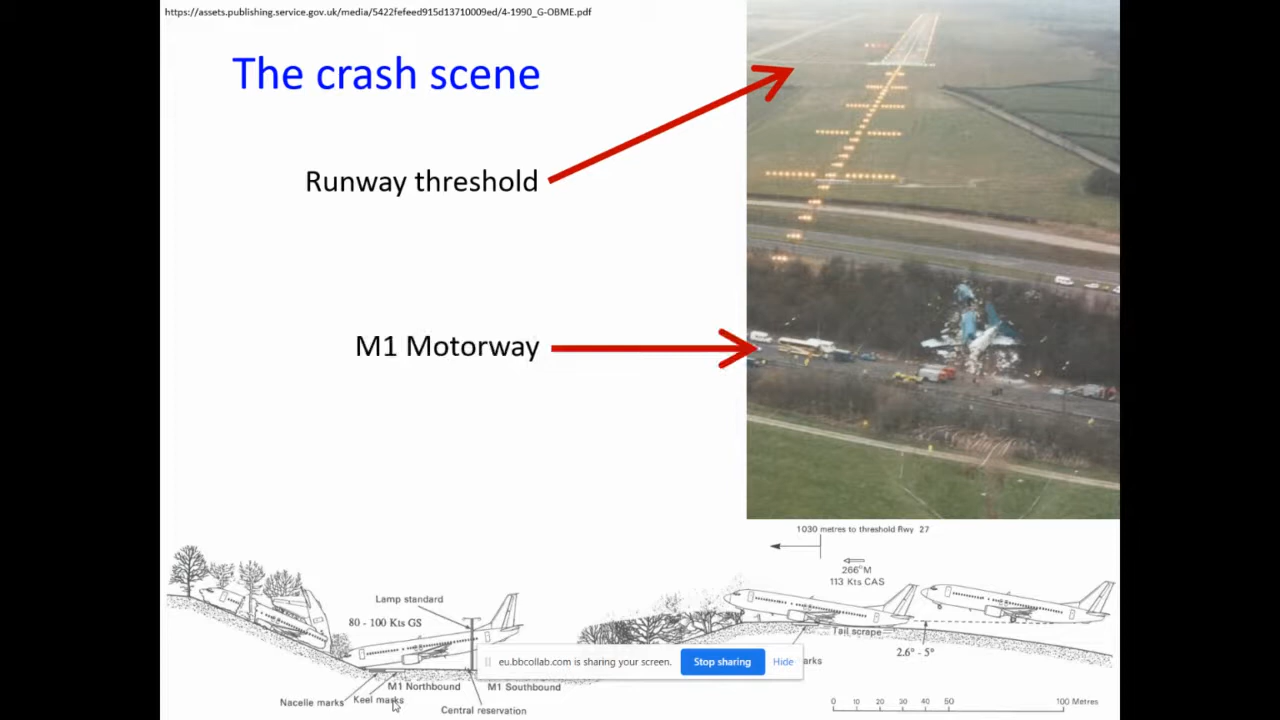 https://assets.publishing.service.gov.uk/media/5422fefeed915d13710009ed/4-1990_G-OBME.pdf
The crash scene
Runway threshold
M1 Motorway
1030 metres to threshold Rwy 27
266°M
113 Kts CAS
Lamp standard
80 - 100 Kts GS
Tail scrape
2.6° - 5°
eu.bbcollab.com is sharing your screen.
Stop sharing
Hide
arks
M1 Northbound
M1 Southbound
Nacelle marks
Keel marks
Central reservation
0 10 20 30 40 50 100 Metres